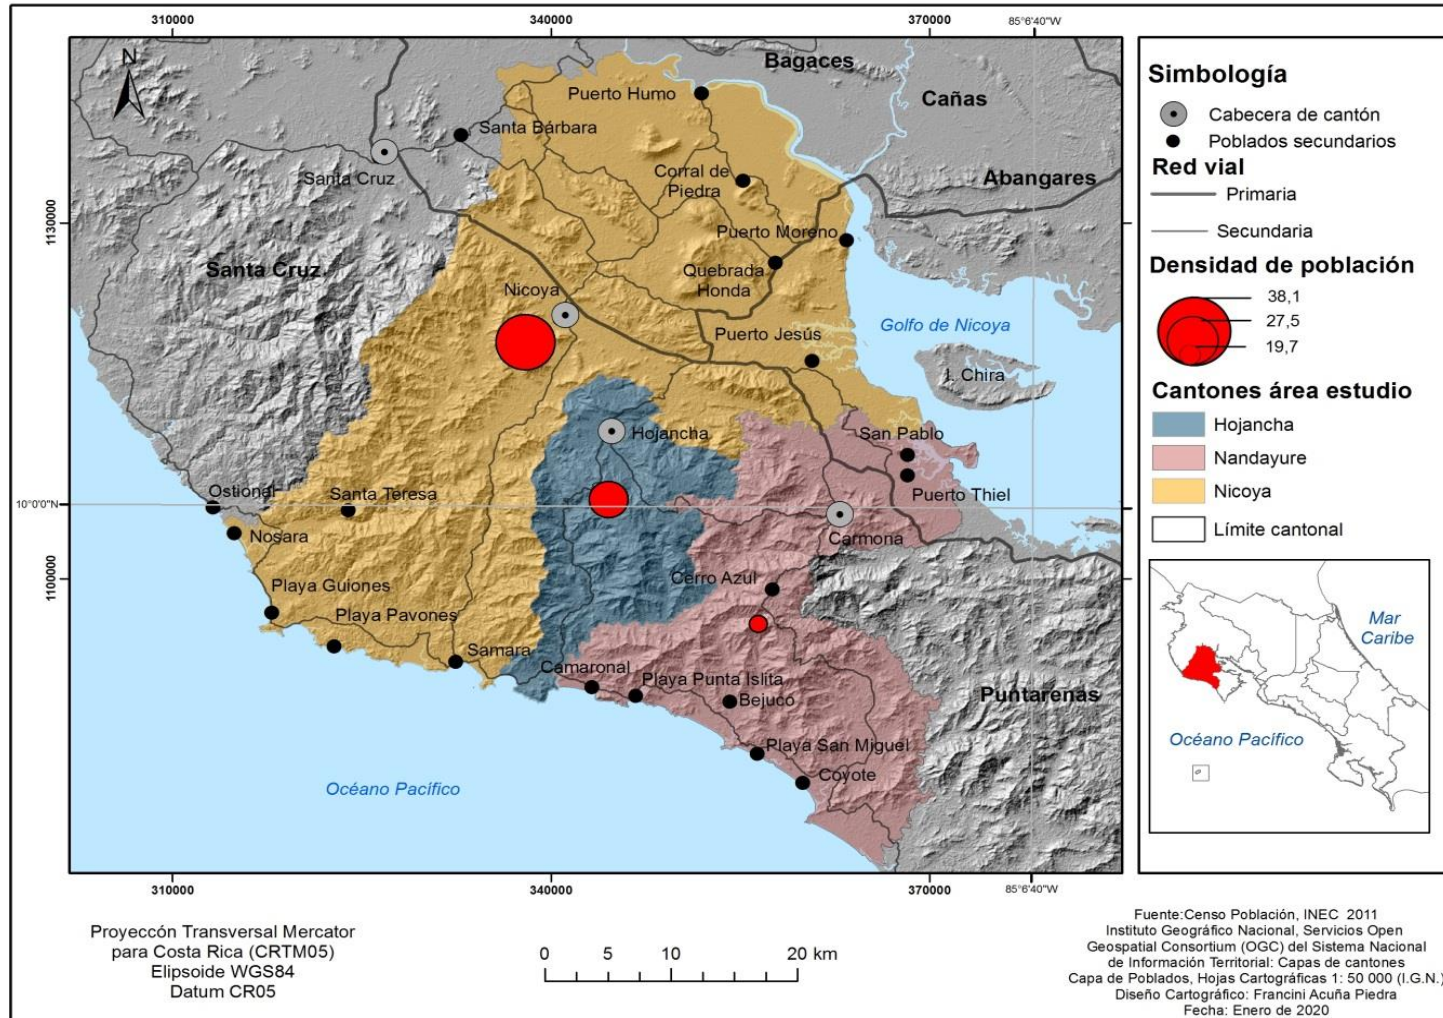 310000
340000
370000
85°6'40"W
N
Bagaces
Cañas
Puerto Humo
Santa Bárbara
Santa Cruz
Corral de
Piedra
Abangares
1130000
Puerto Moreno
Santa Cruz
Quebrada
Honda
Nicoya
Golfo de Nicoya
Puerto Jesús
I. Chira
Hojancha
San Pablo
Ostional
Santa Teresa
Puerto Thiel
10°0'0"N
Nosara
Carmona
1100000
Playa Guiones
Cerro Azul
Playa Pavones
Samara
Camaronal
Playa Punta Islita
Bejuco
Puntarenas
Playa San Miguel
Coyote
Océano Pacífico
310000
340000
370000
85°6'40"W
Simbología
Cabecera de cantón
Poblados secundarios
Red vial
Primaria
Secundaria
Densidad de población
38,1
27,5
19,7
Cantones área estudio
Hojancha
Nandayure
Nicoya
Límite cantonal
Mar
Caribe
Océano Pacífico
Proyeccón Transversal Mercator
para Costa Rica (CRTM05)
Elipsoide WGS84
Datum CR05
0 5 10 20 km
Fuente:Censo Población, INEC 2011
Instituto Geográfico Nacional, Servicios Open
Geospatial Consortium (OGC) del Sistema Nacional
de Información Territorial: Capas de cantones
Capa de Poblados, Hojas Cartográficas 1: 50 000 (I.G.N.)
Diseño Cartográfico: Francini Acuña Piedra
Fecha: Enero de 2020